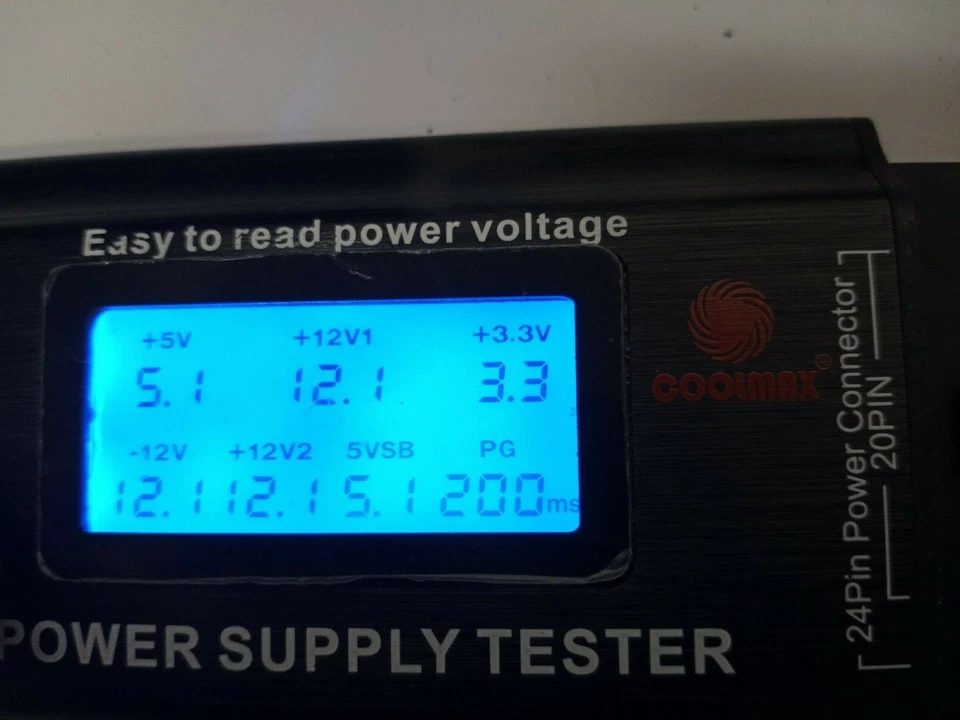 Easy to read power voltage
+5V +12V1 +3.3V
5.1 12.1 3.3
-12V +12V2 5VSB PG
12.1 12.1 5.1 200ms
COOLMAX®
POWER SUPPLY TESTER
24Pin Power Connector
20PIN